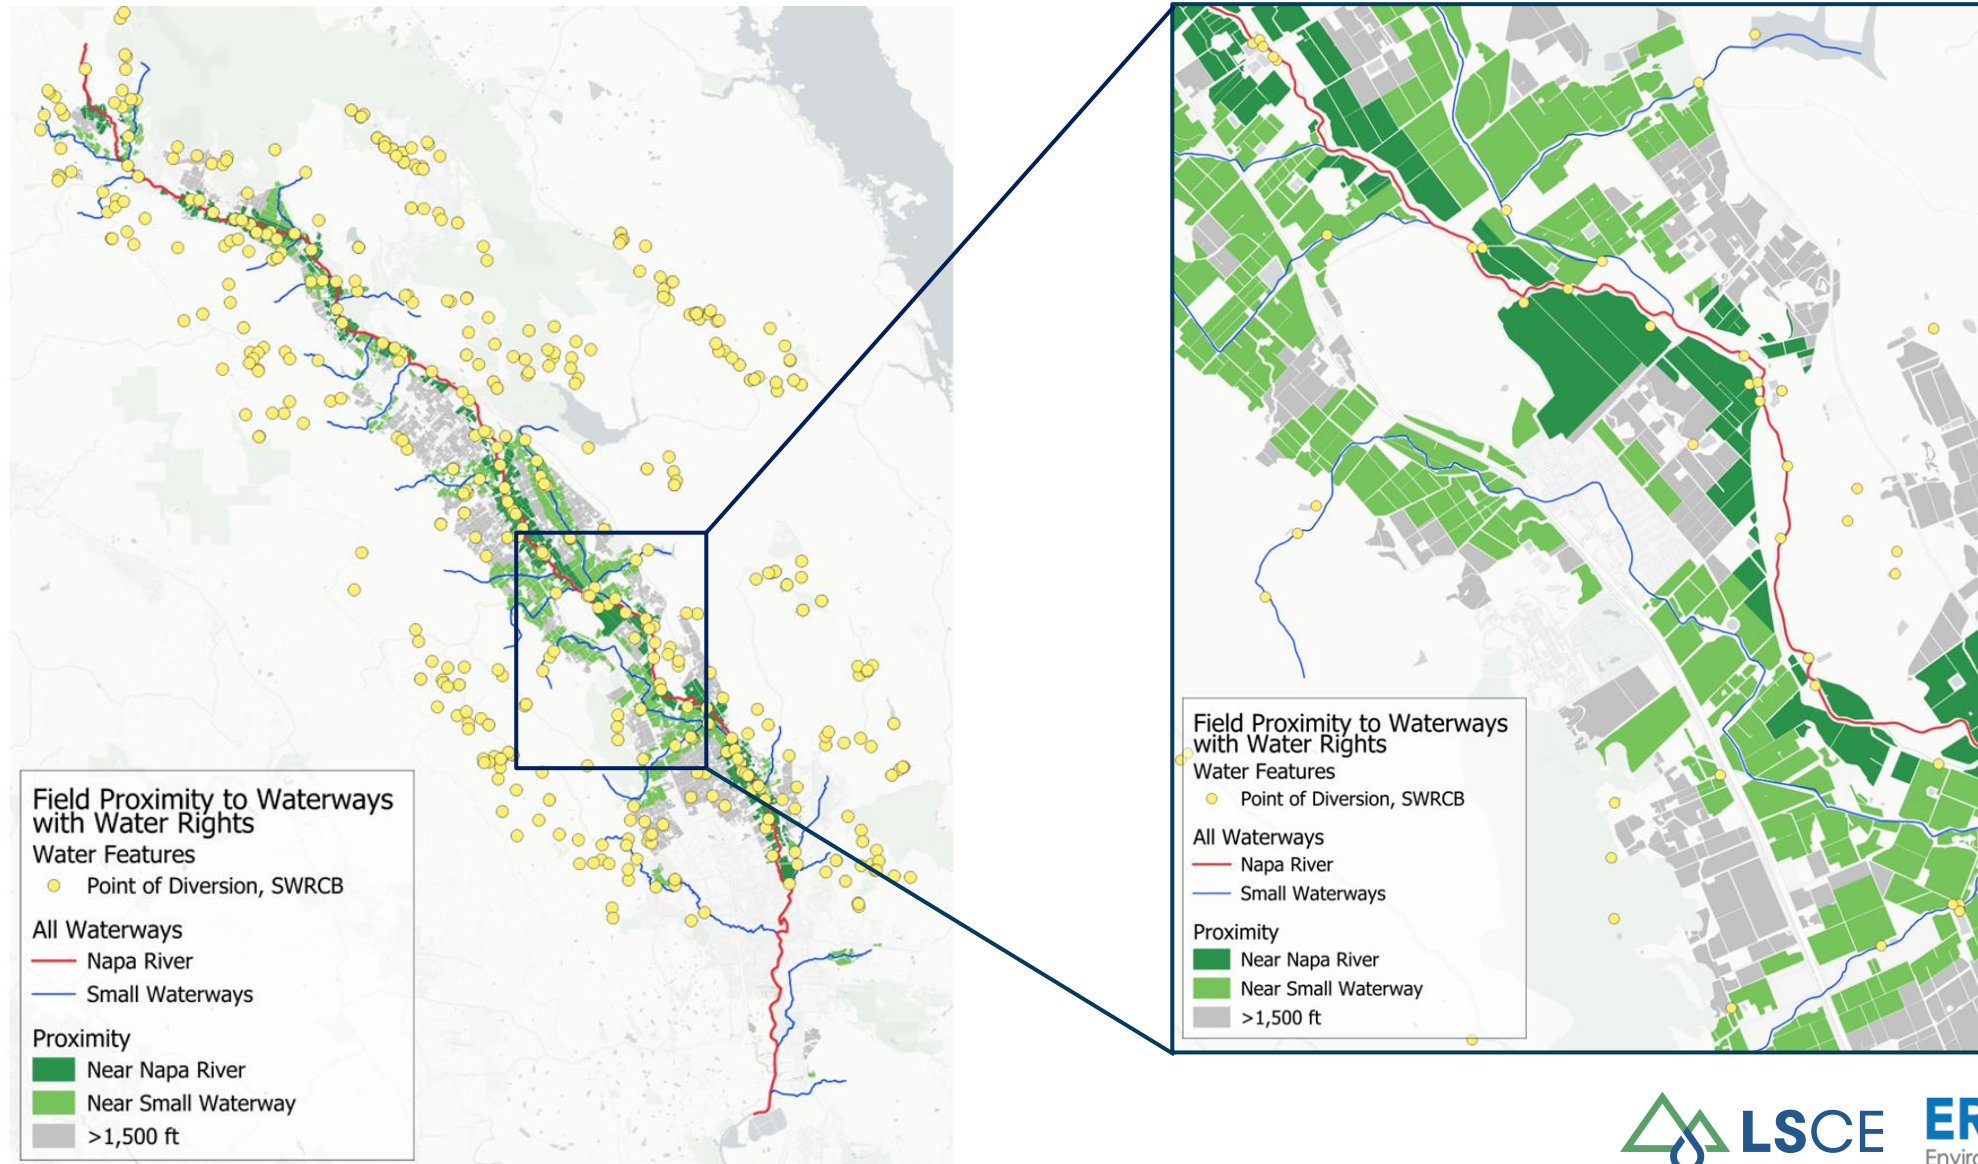 Field Proximity to Waterways
with Water Rights
Water Features
Point of Diversion, SWRCB
All Waterways
Napa River
Small Waterways
Proximity
Near Napa River
Near Small Waterway
>1,500 ft
Field Proximity to Waterways
with Water Rights
Water Features
Point of Diversion, SWRCB
All Waterways
Napa River
Small Waterways
Proximity
Near Napa River
Near Small Waterway
>1,500 ft
LSCE
ER
Enviro